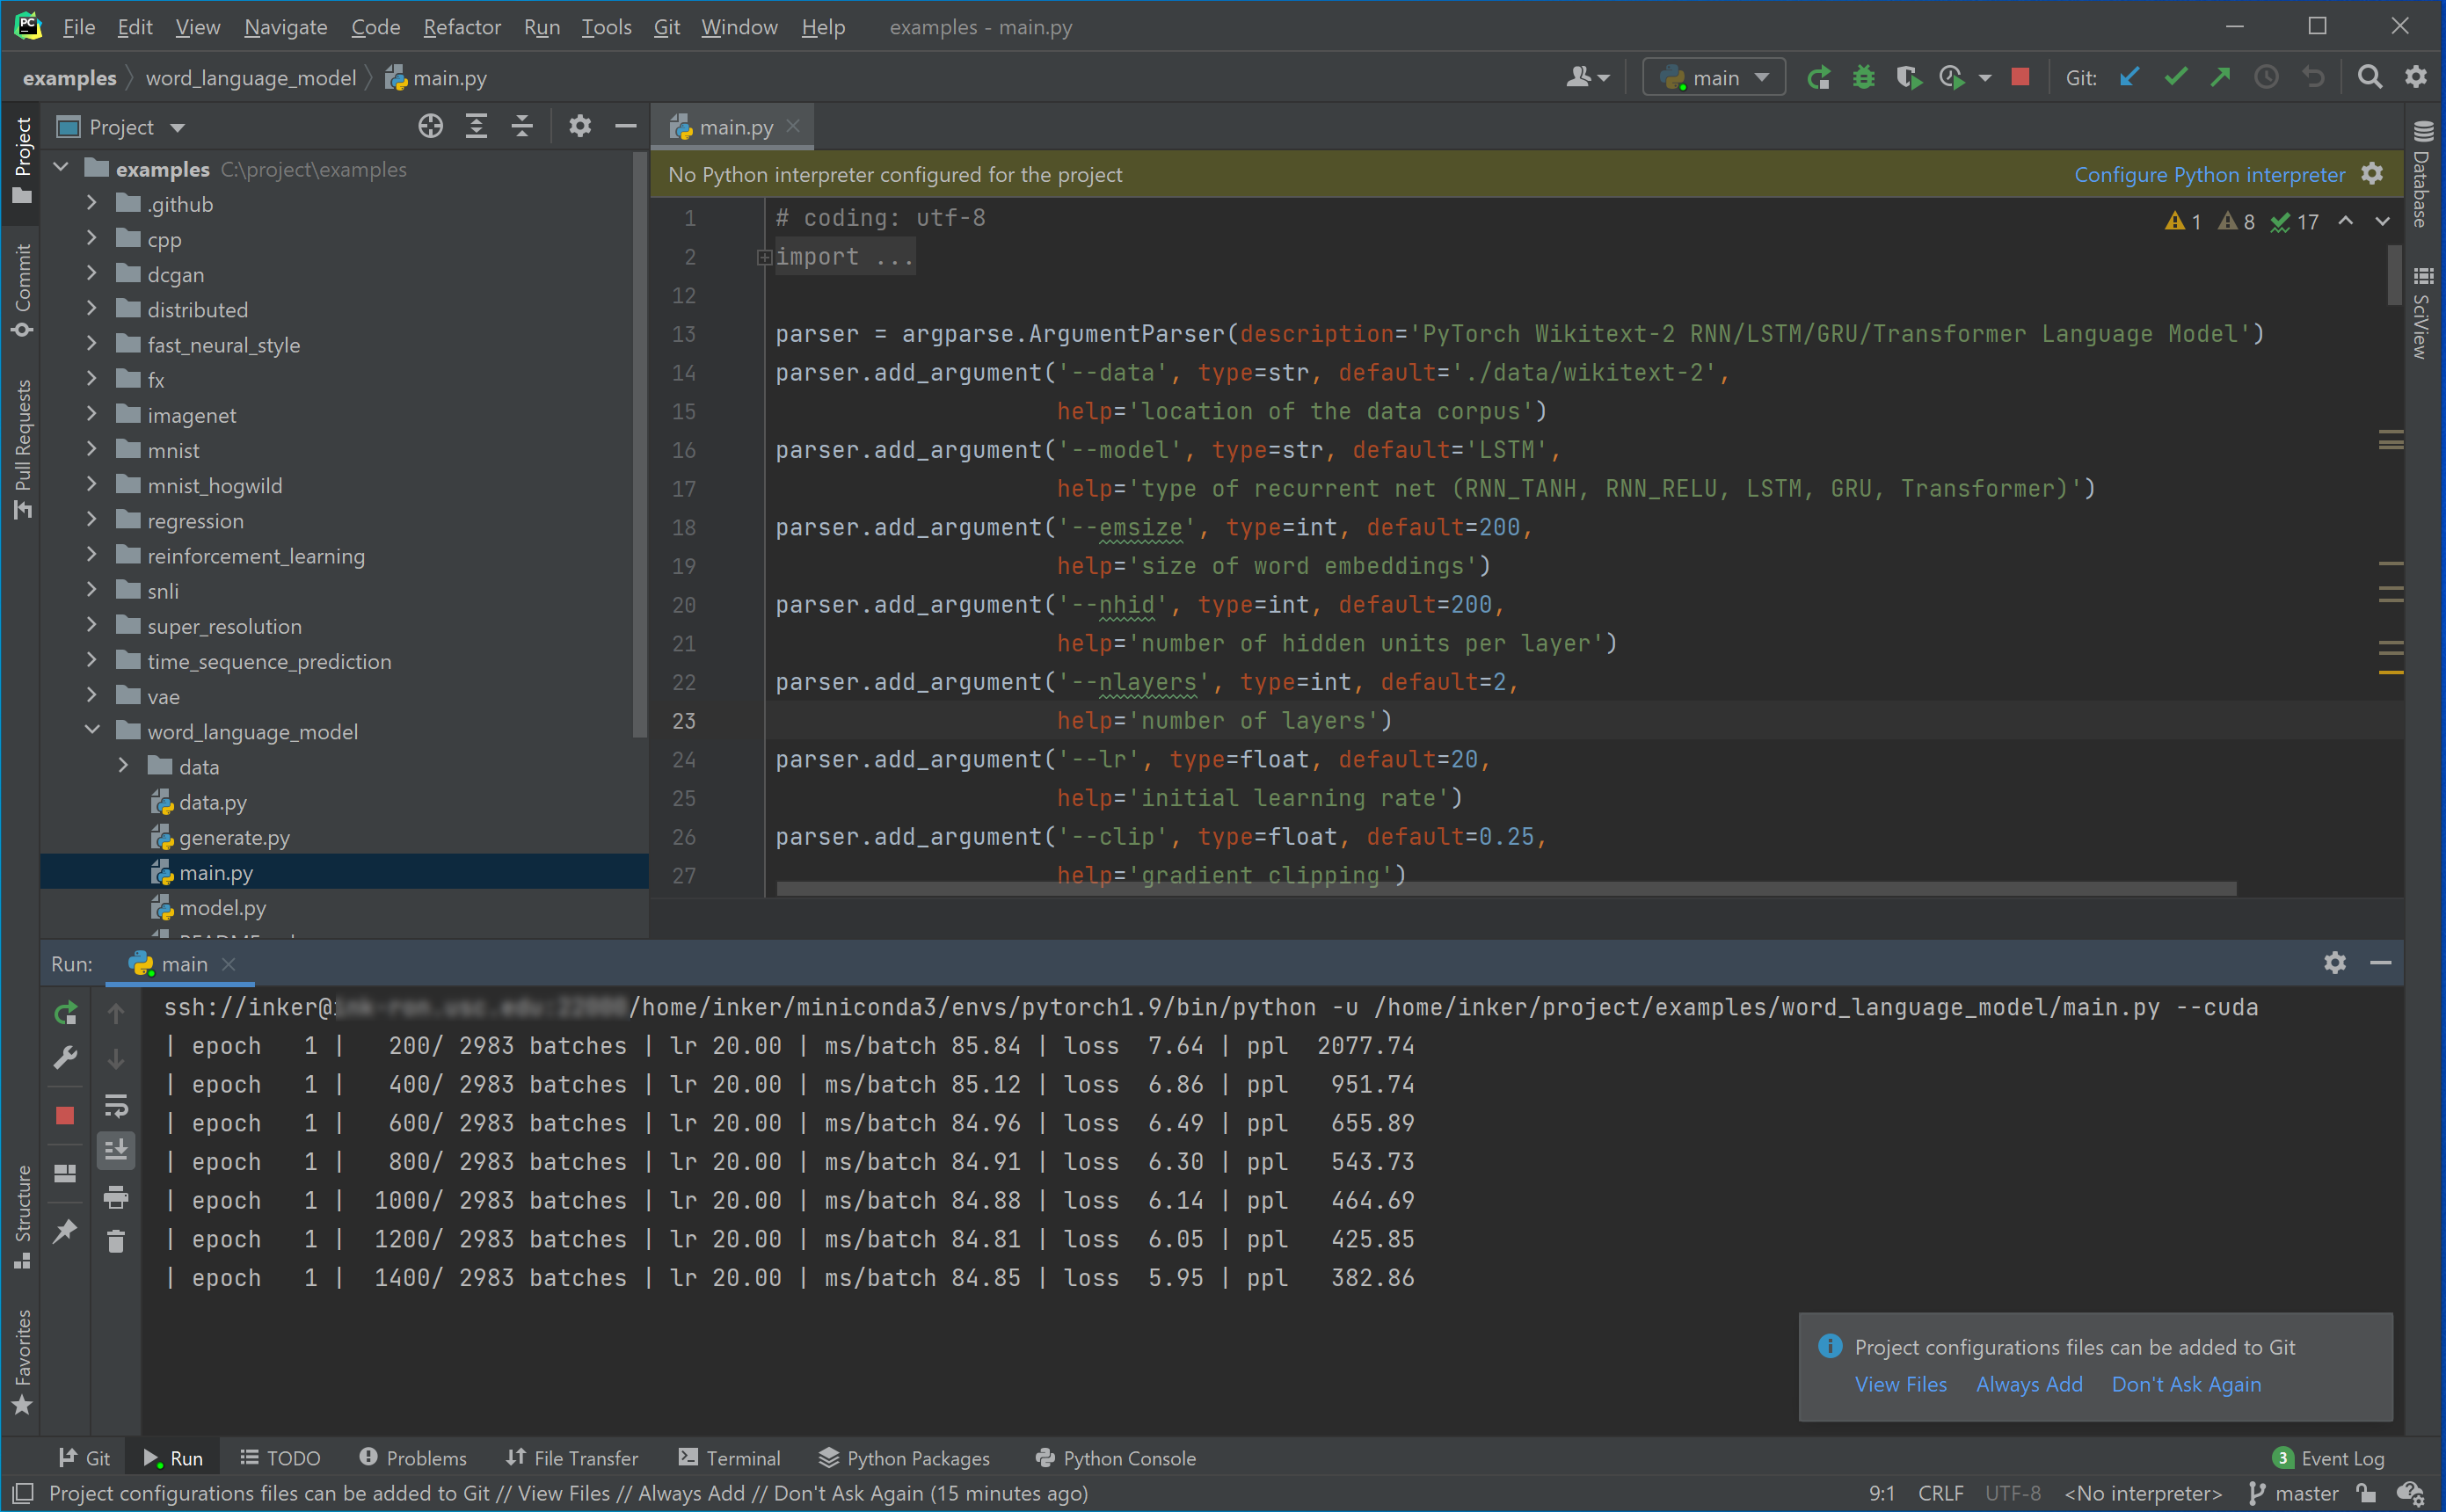 File Edit View Navigate Code Refactor Run Tools Git Window Help examples - main.py
examples word_language_model main.py main Git:
Project
Commit
Pull Requests
Structure
Favorites
Project
examples C:\project\examples
.github
cpp
dcgan
distributed
fast_neural_style
fx
imagenet
mnist
mnist_hogwild
regression
reinforcement_learning
snli
super_resolution
time_sequence_prediction
vae
word_language_model
data
data.py
generate.py
main.py
model.py
main.py
No Python interpreter configured for the project Configure Python interpreter
1 8 17
1 # coding: utf-8
2 import ...
12
13 parser = argparse.ArgumentParser(description='PyTorch Wikitext-2 RNN/LSTM/GRU/Transformer Language Model')
14 parser.add_argument('--data', type=str, default='./data/wikitext-2',
15 help='location of the data corpus')
16 parser.add_argument('--model', type=str, default='LSTM',
17 help='type of recurrent net (RNN_TANH, RNN_RELU, LSTM, GRU, Transformer)')
18 parser.add_argument('--emsize', type=int, default=200,
19 help='size of word embeddings')
20 parser.add_argument('--nhid', type=int, default=200,
21 help='number of hidden units per layer')
22 parser.add_argument('--nlayers', type=int, default=2,
23 help='number of layers')
24 parser.add_argument('--lr', type=float, default=20,
25 help='initial learning rate')
26 parser.add_argument('--clip', type=float, default=0.25,
27 help='gradient clipping')
Database
SciView
Run: main
ssh://inker@ /home/inker/miniconda3/envs/pytorch1.9/bin/python -u /home/inker/project/examples/word_language_model/main.py --cuda
| epoch 1 | 200/ 2983 batches | lr 20.00 | ms/batch 85.84 | loss 7.64 | ppl 2077.74
| epoch 1 | 400/ 2983 batches | lr 20.00 | ms/batch 85.12 | loss 6.86 | ppl 951.74
| epoch 1 | 600/ 2983 batches | lr 20.00 | ms/batch 84.96 | loss 6.49 | ppl 655.89
| epoch 1 | 800/ 2983 batches | lr 20.00 | ms/batch 84.91 | loss 6.30 | ppl 543.73
| epoch 1 | 1000/ 2983 batches | lr 20.00 | ms/batch 84.88 | loss 6.14 | ppl 464.69
| epoch 1 | 1200/ 2983 batches | lr 20.00 | ms/batch 84.81 | loss 6.05 | ppl 425.85
| epoch 1 | 1400/ 2983 batches | lr 20.00 | ms/batch 84.85 | loss 5.95 | ppl 382.86
Project configurations files can be added to Git
View Files Always Add Don't Ask Again
Git Run TODO Problems File Transfer Terminal Python Packages Python Console 3 Event Log
Project configurations files can be added to Git // View Files // Always Add // Don't Ask Again (15 minutes ago) 9:1 CRLF UTF-8 <No interpreter> master